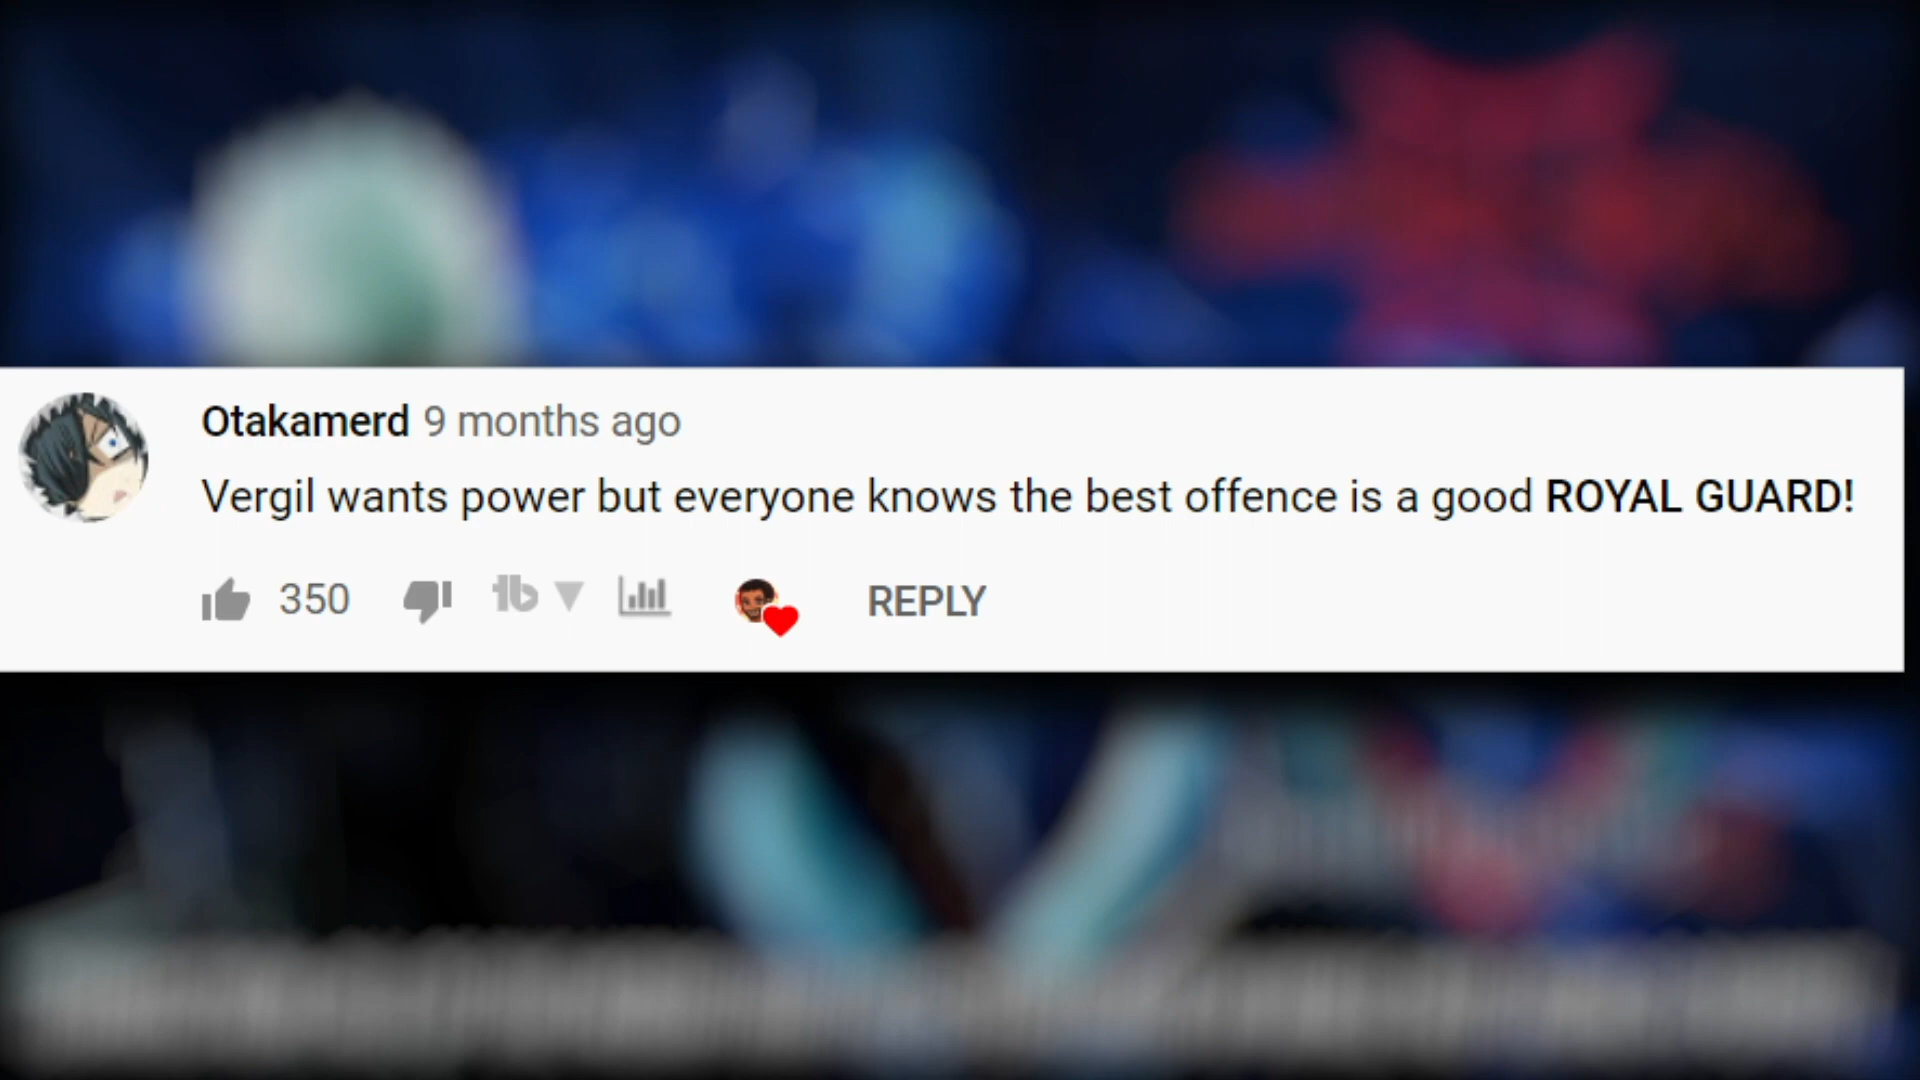 Otakamerd 9 months ago
Vergil wants power but everyone knows the best offence is a good ROYAL GUARD!
350 tb REPLY